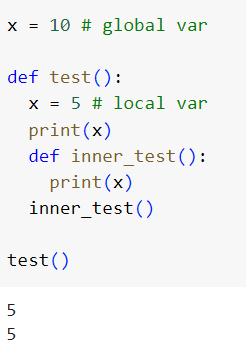 x = 10 # global var
def test():
  x = 5 # local var
  print(x)
  def inner_test():
    print(x)
  inner_test()
test()
5
5